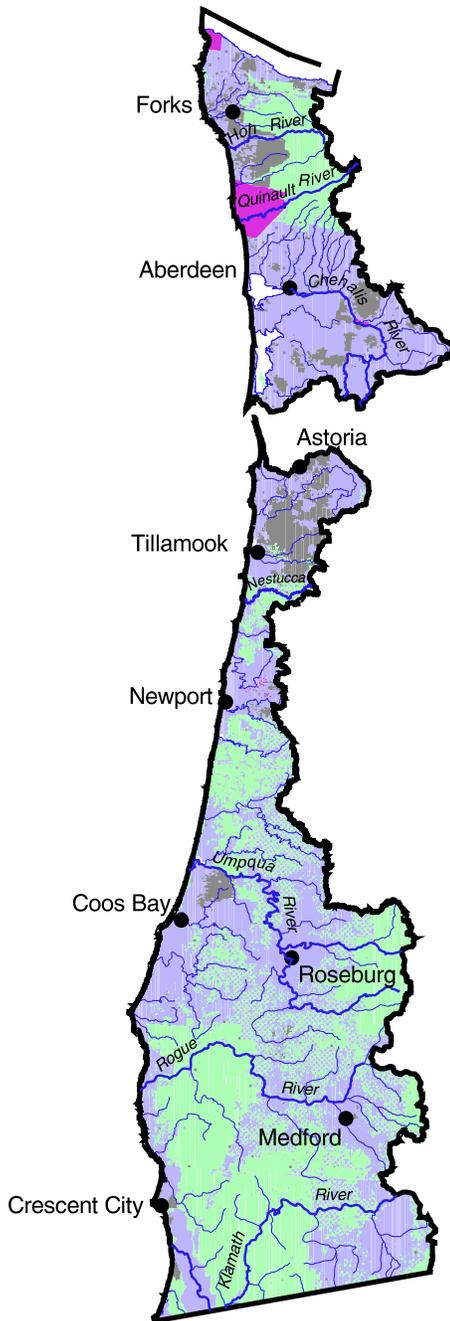 Forks
Hoh River
Quinault River
Aberdeen
Chehalis
River
Astoria
Tillamook
Nestucca
Newport
Umpqua
River
Coos Bay
Roseburg
Rogue
River
Medford
Crescent City
River
Klamath